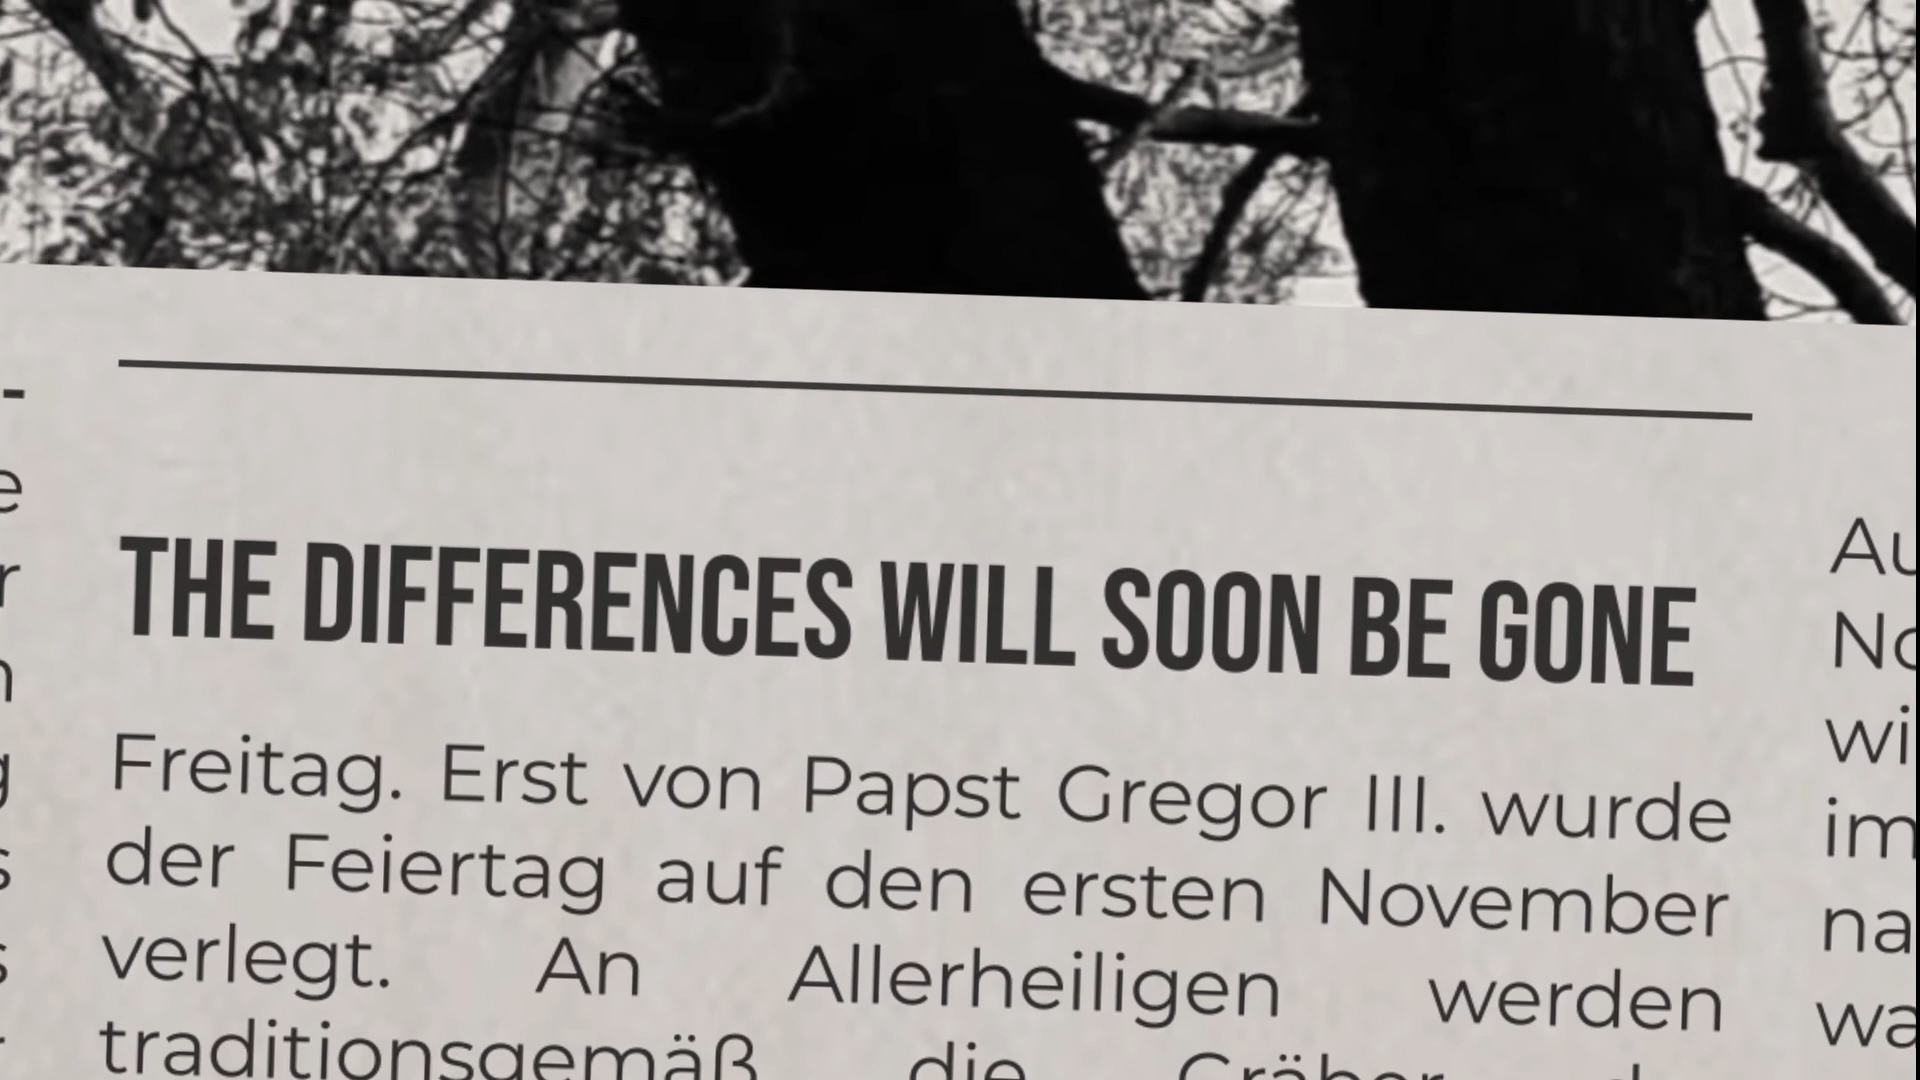 THE DIFFERENCES WILL SOON BE GONE
Freitag. Erst von Papst Gregor III. wurde
der Feiertag auf den ersten November
verlegt. An Allerheiligen werden
traditionsgemäß die Gräber